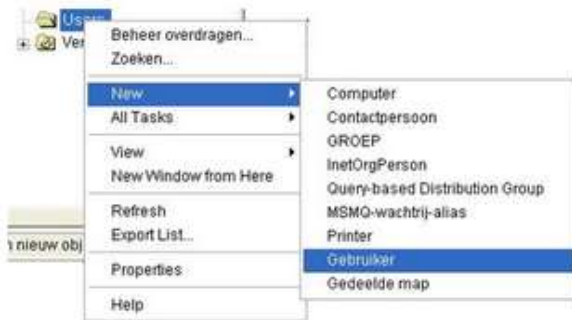 Users
Ver
Beheer overdragen...
Zoeken...
New
All Tasks
View
New Window from Here
Refresh
Export List...
Properties
Help
Computer
Contactpersoon
GROEP
InetOrgPerson
Query-based Distribution Group
MSMQ-wachtrij-alias
Printer
Gebruiker
Gedeelde map
n nieuw obj